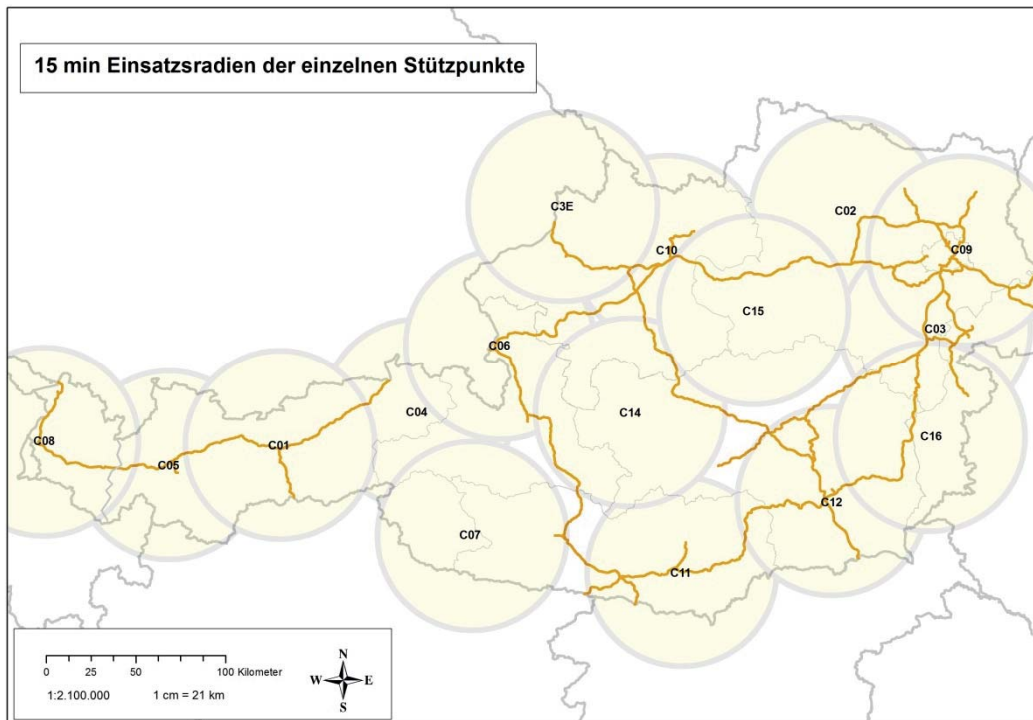 15 min Einsatzradien der einzelnen Stützpunkte
C3E
C02
C10
C09
C15
C03
C06
C04
C14
C16
C08
C01
C05
C12
C07
C11
0 25 50 100 Kilometer
1:2.100.000 1 cm = 21 km
N
W E
S